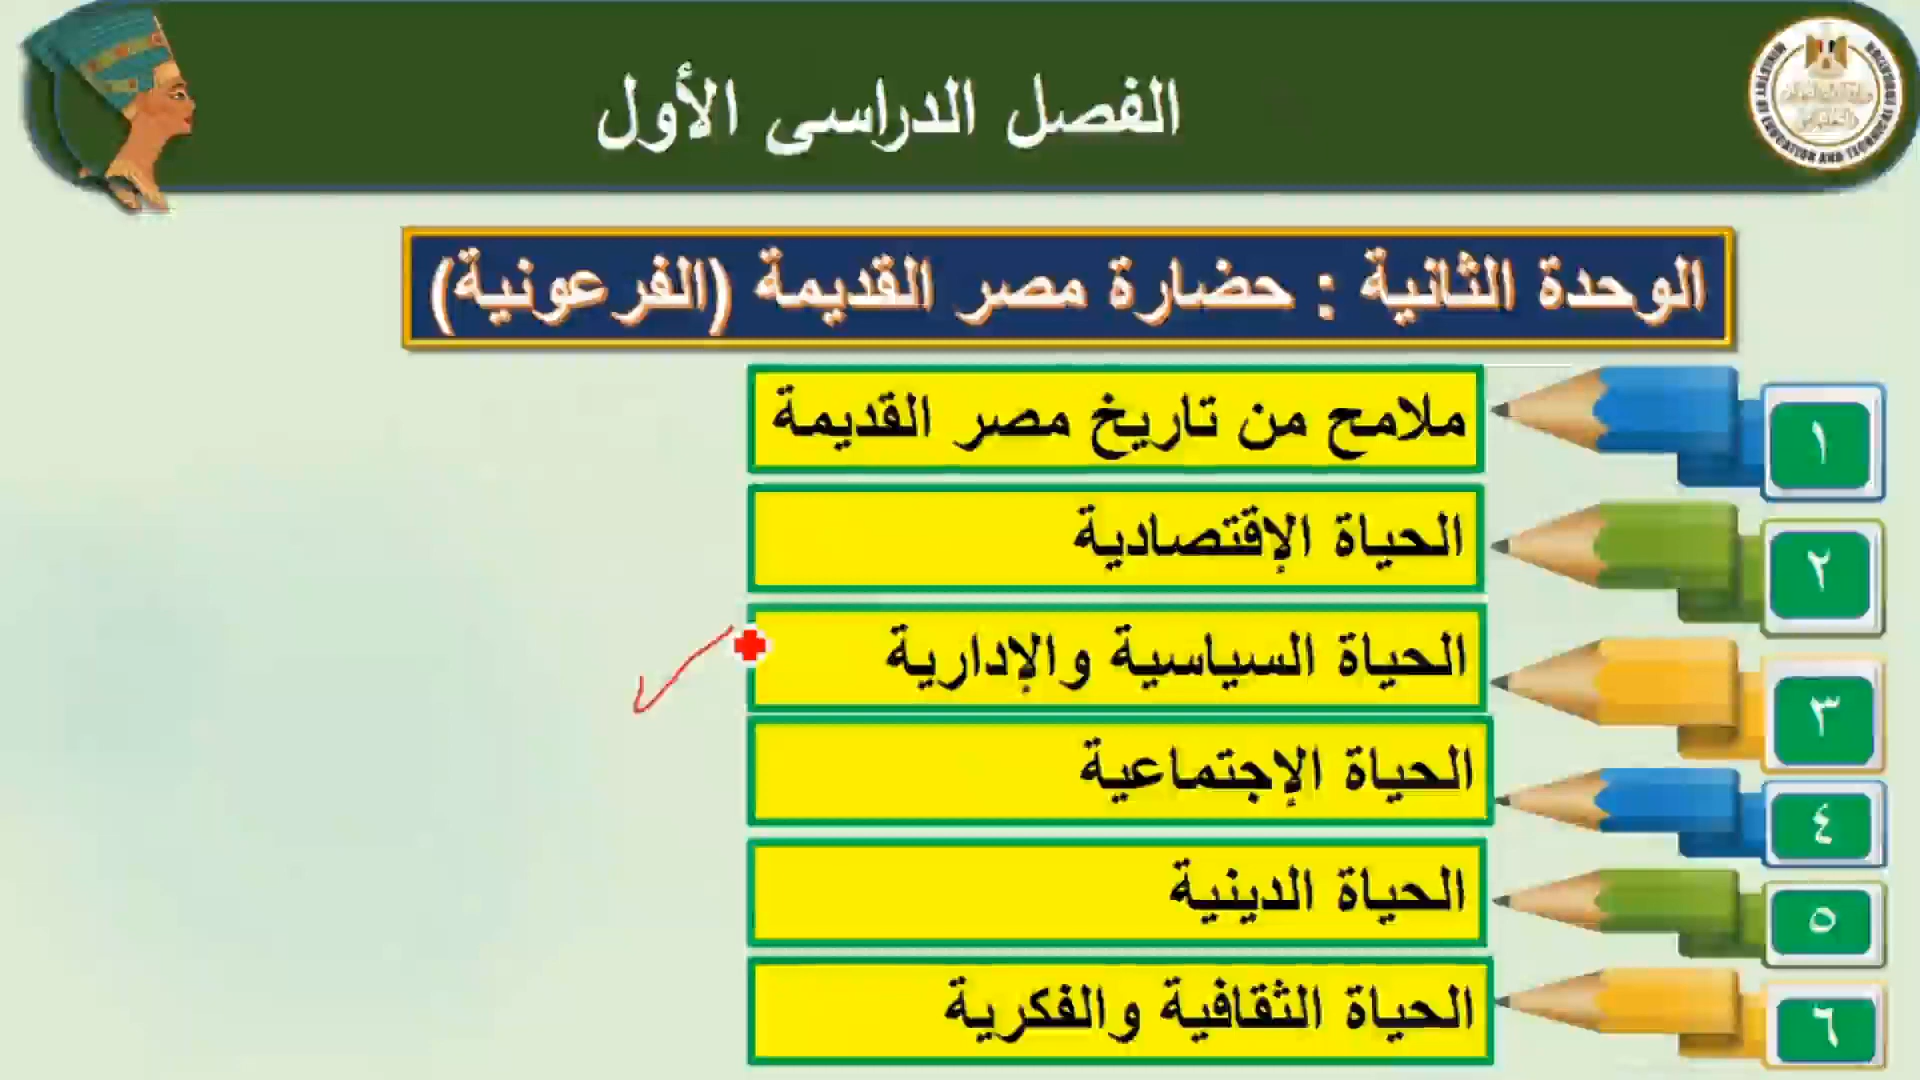 الفصل الدراسى الأول
الوحدة الثانية : حضارة مصر القديمة (الفرعونية)
١
ملامح من تاريخ مصر القديمة
٢
الحياة الإقتصادية
٣
الحياة السياسية والإدارية
٤
الحياة الإجتماعية
٥
الحياة الدينية
٦
الحياة الثقافية والفكرية